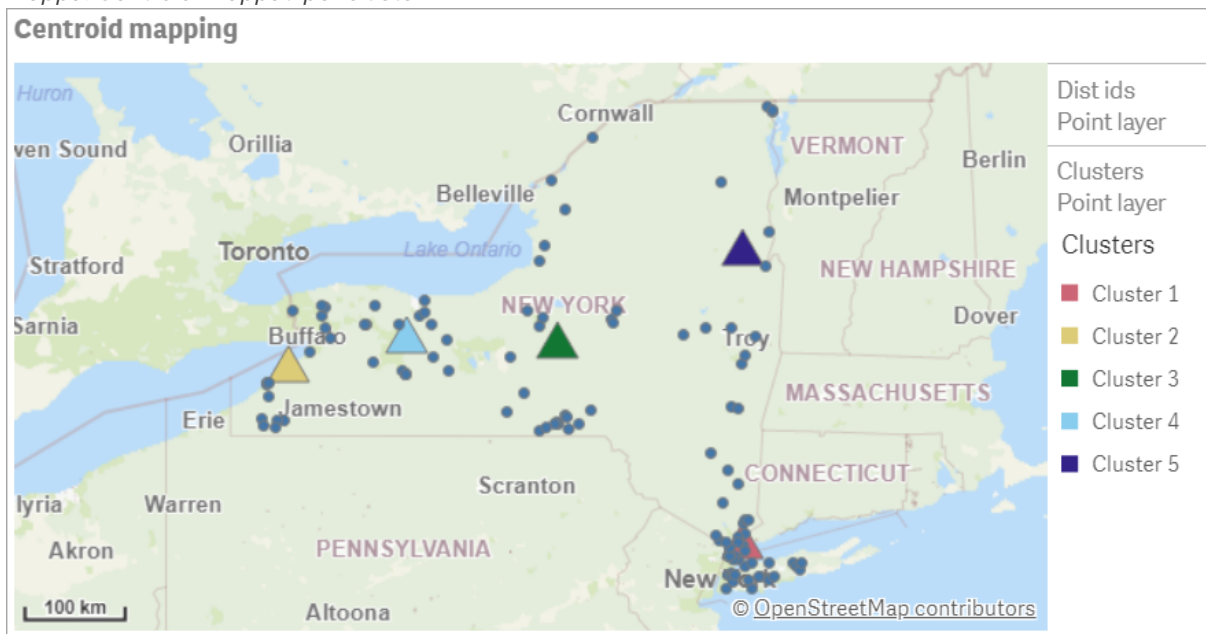 Centroid mapping
Huron
Cornwall
Orillia
VERMONT
Berlin
wen Sound
Belleville
Montpelier
Toronto
Lake Ontario
Stratford
NEW HAMPSHIRE
NEW YORK
Sarnia
Dover
Buffalo
Troy
MASSACHUSETTS
Jamestown
Erie
CONNECTICUT
Scranton
lyria
Warren
Akron
PENNSYLVANIA
New York
100 km
Altoona
© OpenStreetMap contributors
Dist ids
Point layer
Clusters
Point layer
Clusters
Cluster 1
Cluster 2
Cluster 3
Cluster 4
Cluster 5